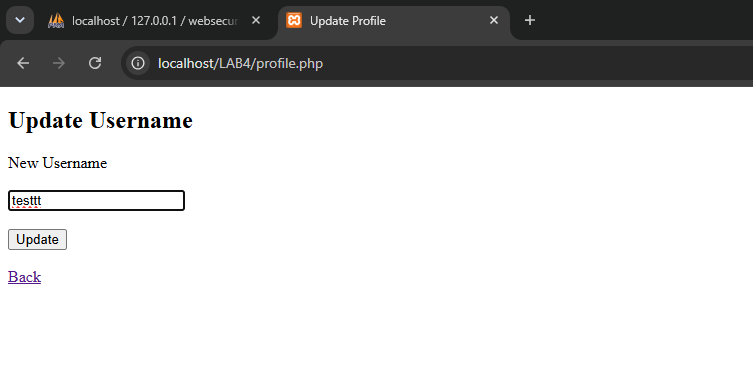 localhost / 127.0.0.1 / websecur
Update Profile
localhost/LAB4/profile.php
Update Username
New Username
testtt
Update
Back